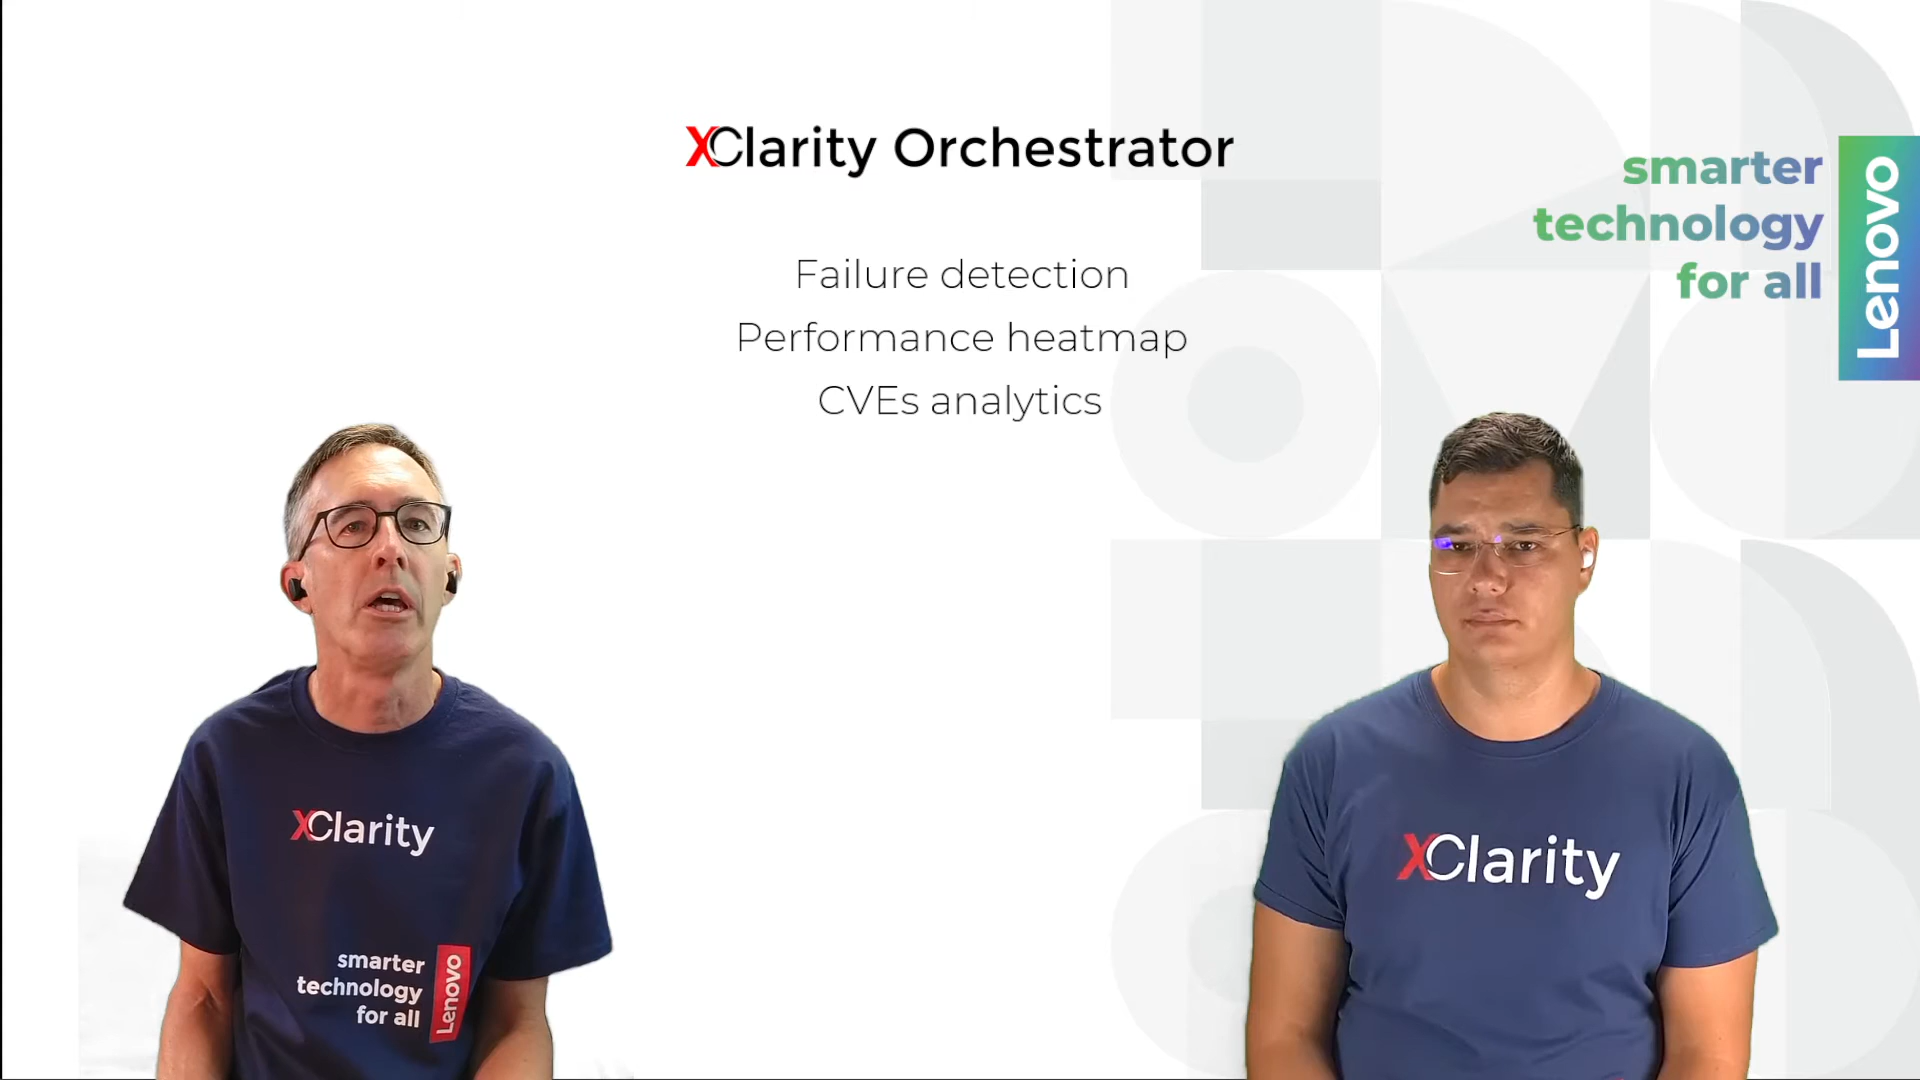 XClarity Orchestrator
Failure detection
Performance heatmap
CVEs analytics
smarter
technology
for all
Lenovo
XClarity
smarter
technology
for all
Lenovo
XClarity